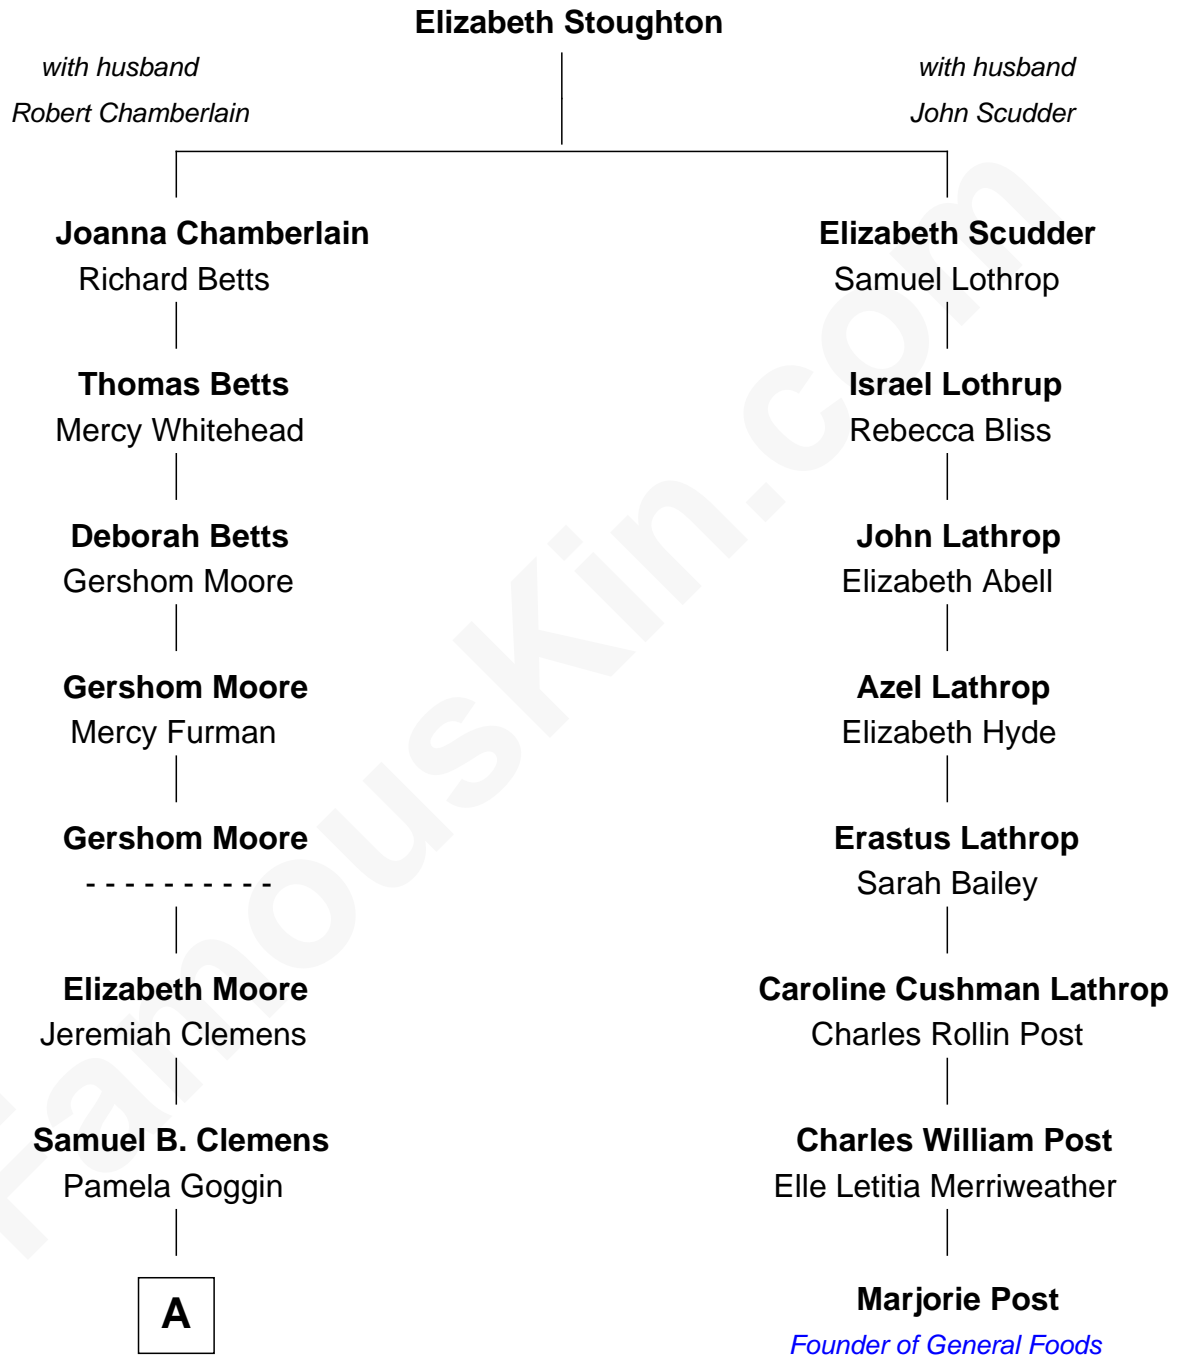 Elizabeth Stoughton
with husband
Robert Chamberlain
with husband
John Scudder
Joanna Chamberlain
Richard Betts
Elizabeth Scudder
Samuel Lothrop
Thomas Betts
Mercy Whitehead
Israel Lothrup
Rebecca Bliss
Deborah Betts
Gershom Moore
John Lathrop
Elizabeth Abell
Gershom Moore
Mercy Furman
Azel Lathrop
Elizabeth Hyde
Gershom Moore
- - - - - - - - - -
Erastus Lathrop
Sarah Bailey
Elizabeth Moore
Jeremiah Clemens
Caroline Cushman Lathrop
Charles Rollin Post
Samuel B. Clemens
Pamela Goggin
Charles William Post
Elle Letitia Merriweather
A
Marjorie Post
Founder of General Foods
FamousKin.com